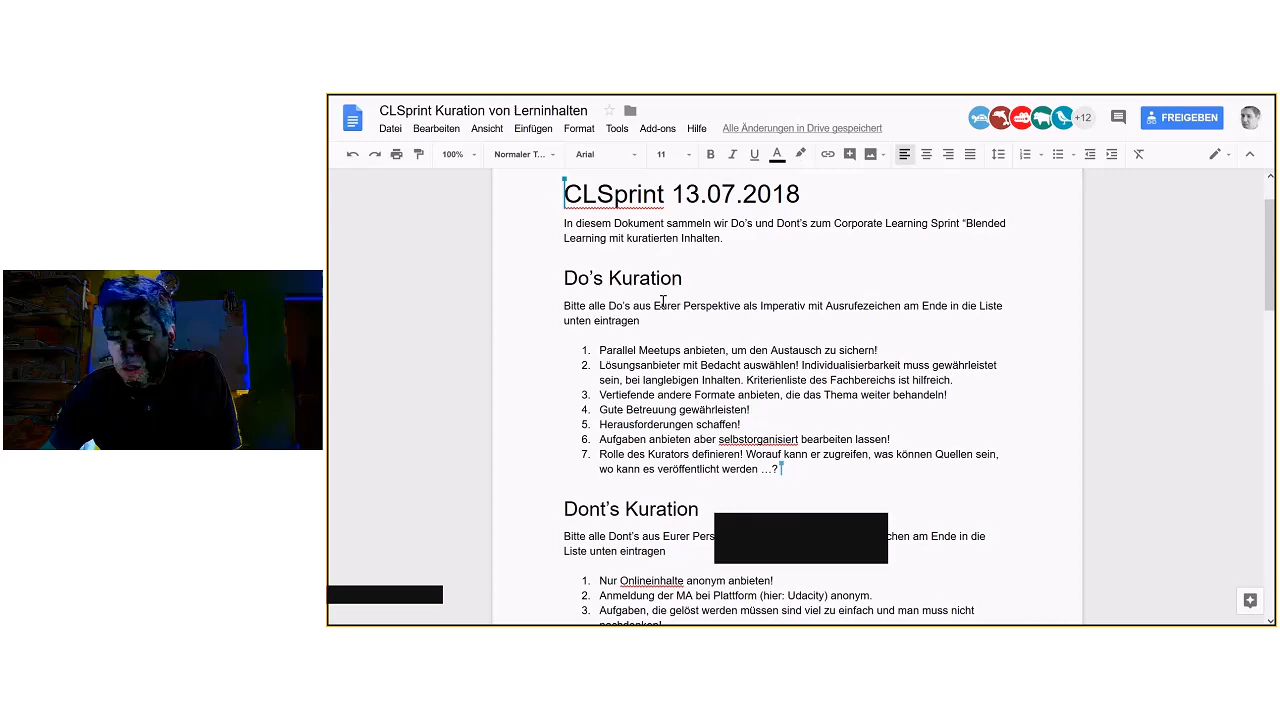 CLSprint Kuration von Lerninhalten
Datei Bearbeiten Ansicht Einfügen Format Tools Add-ons Hilfe Alle Änderungen in Drive gespeichert
+12
FREIGEBEN
100% Normaler T... Arial 11 B I U A
CLSprint 13.07.2018
In diesem Dokument sammeln wir Do’s und Dont’s zum Corporate Learning Sprint “Blended
Learning mit kuratierten Inhalten.
Do’s Kuration
Bitte alle Do’s aus Eurer Perspektive als Imperativ mit Ausrufezeichen am Ende in die Liste
unten eintragen
1. Parallel Meetups anbieten, um den Austausch zu sichern!
2. Lösungsanbieter mit Bedacht auswählen! Individualisierbarkeit muss gewährleistet
sein, bei langlebigen Inhalten. Kriterienliste des Fachbereichs ist hilfreich.
3. Vertiefende andere Formate anbieten, die das Thema weiter behandeln!
4. Gute Betreuung gewährleisten!
5. Herausforderungen schaffen!
6. Aufgaben anbieten aber selbstorganisiert bearbeiten lassen!
7. Rolle des Kurators definieren! Worauf kann er zugreifen, was können Quellen sein,
wo kann es veröffentlicht werden …?
Dont’s Kuration
Bitte alle Dont’s aus Eurer Pers chen am Ende in die
Liste unten eintragen
1. Nur Onlineinhalte anonym anbieten!
2. Anmeldung der MA bei Plattform (hier: Udacity) anonym.
3. Aufgaben, die gelöst werden müssen sind viel zu einfach und man muss nicht
nachdenken!